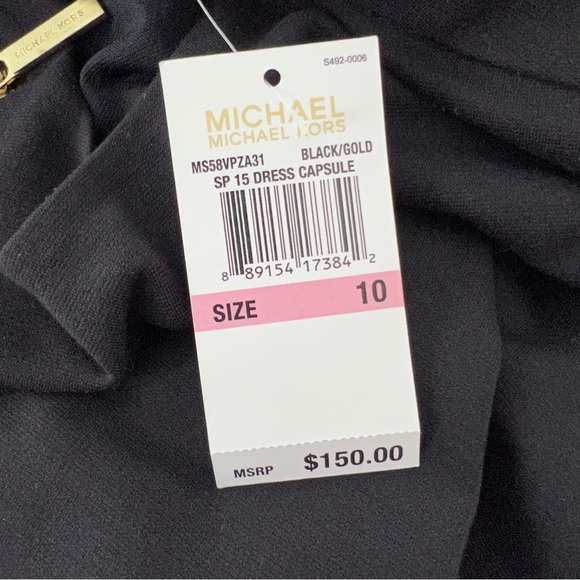 MICHAEL KORS
S492-0006
MICHAEL
MICHAEL KORS
MS58VPZA31 BLACK/GOLD
SP 15 DRESS CAPSULE
8 89154 17384 2
SIZE 10
MSRP $150.00